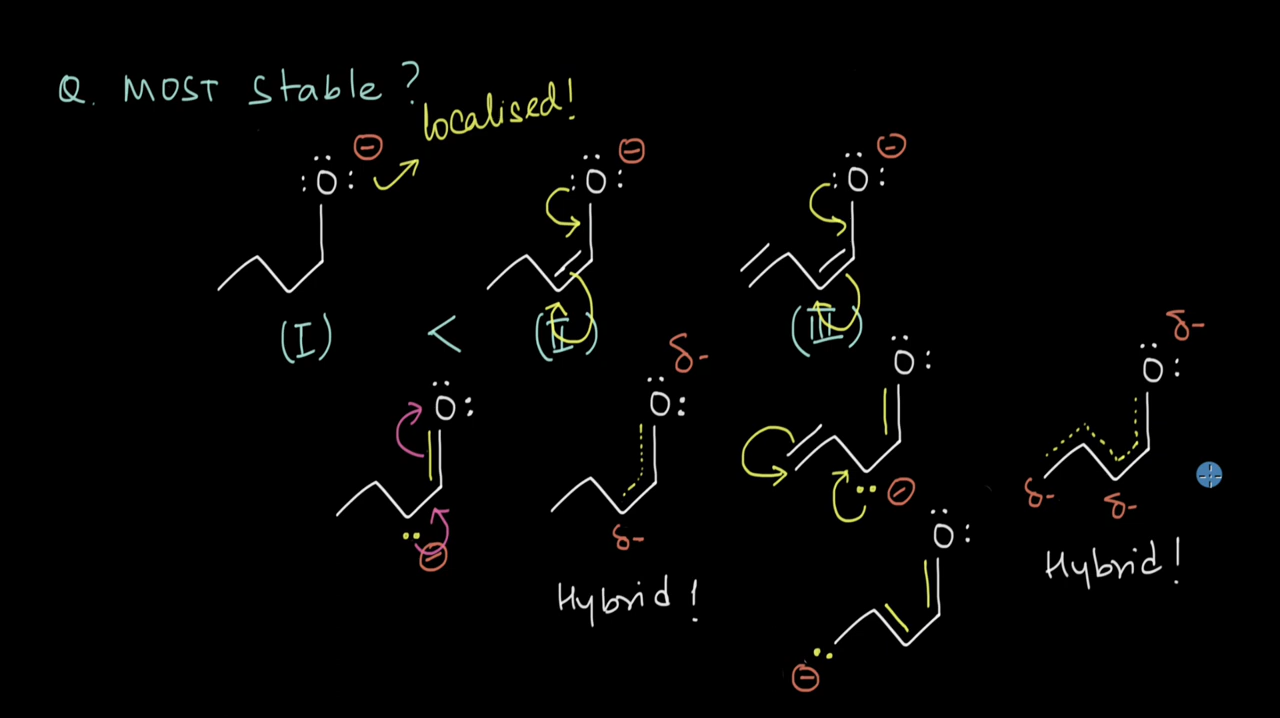 Q. MOST Stable?
localised!
:Ö: ⊖
:Ö: ⊖
:Ö: ⊖
(I) < (II) (III)
Ö:
⊖
Ö: δ-
δ-
Hybrid!
Ö:
⊖
Ö: δ-
δ- δ-
Hybrid!
Ö:
⊖